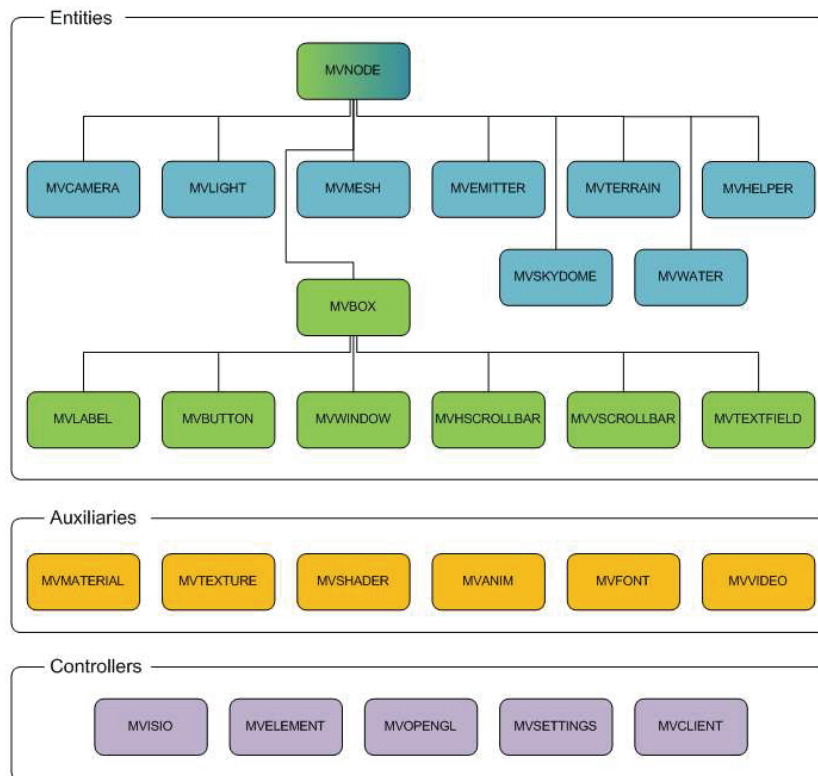 Entities
MVNODE
MVCAMERA
MVLIGHT
MVMESH
MVEMITTER
MVTERRAIN
MVHELPER
MVSKYDOME
MVWATER
MVBOX
MVLABEL
MVBUTTON
MVWINDOW
MVHSCROLLBAR
MVVSCROLLBAR
MVTEXTFIELD
Auxiliaries
MVMATERIAL
MVTEXTURE
MVSHADER
MVANIM
MVFONT
MVVIDEO
Controllers
MVISIO
MVELEMENT
MVOPENGL
MVSETTINGS
MVCLIENT